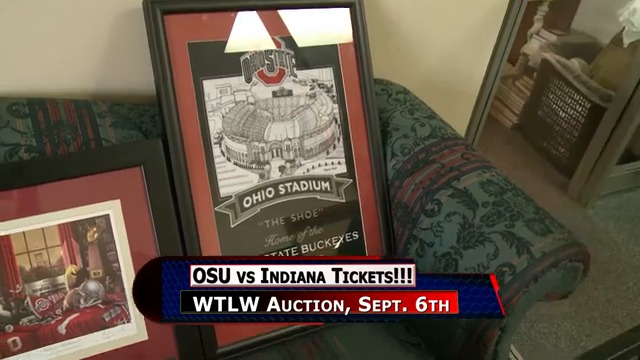 OHIO STATE
OHIO STADIUM
"THE SHOE"
Home of the
STATE BUCKEYES
OSU vs Indiana Tickets!!!
WTLW Auction, Sept. 6th